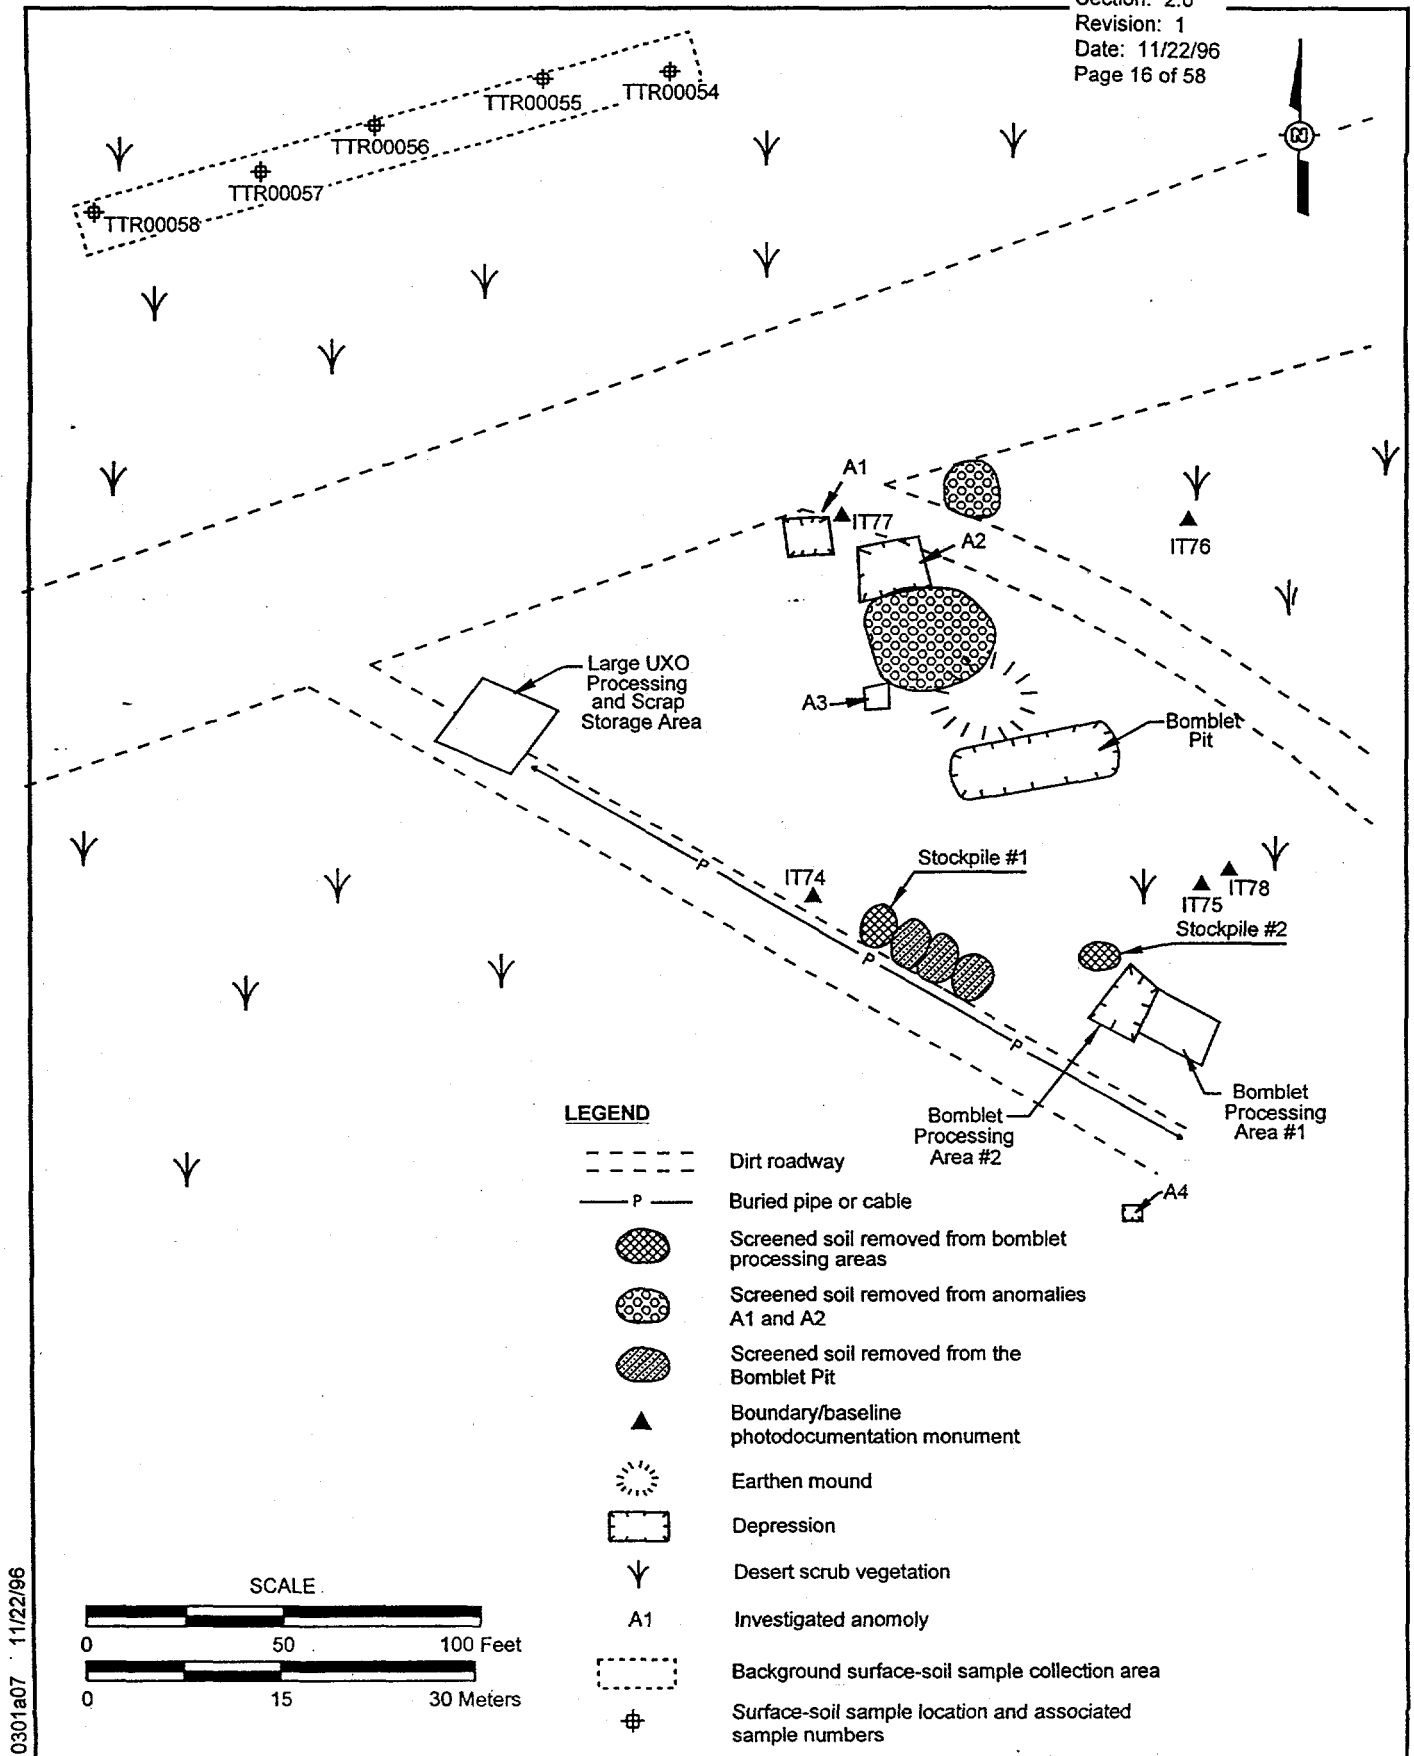 Revision: 1
Date: 11/22/96
Page 16 of 58
N
TTR00054
TTR00055
TTR00056
TTR00057
TTR00058
A1
IT77
A2
IT76
Large UXO
Processing
and Scrap
Storage Area
A3
Bomblet
Pit
P
IT74
Stockpile #1
IT78
IT75
Stockpile #2
P
P
Bomblet
Processing
Area #1
Bomblet
Processing
Area #2
A4
LEGEND
Dirt roadway
P
Buried pipe or cable
Screened soil removed from bomblet
processing areas
Screened soil removed from anomalies
A1 and A2
Screened soil removed from the
Bomblet Pit
Boundary/baseline
photodocumentation monument
Earthen mound
Depression
Desert scrub vegetation
A1
Investigated anomoly
Background surface-soil sample collection area
Surface-soil sample location and associated
sample numbers
SCALE
0 50 100 Feet
0 15 30 Meters
0301a07 11/22/96